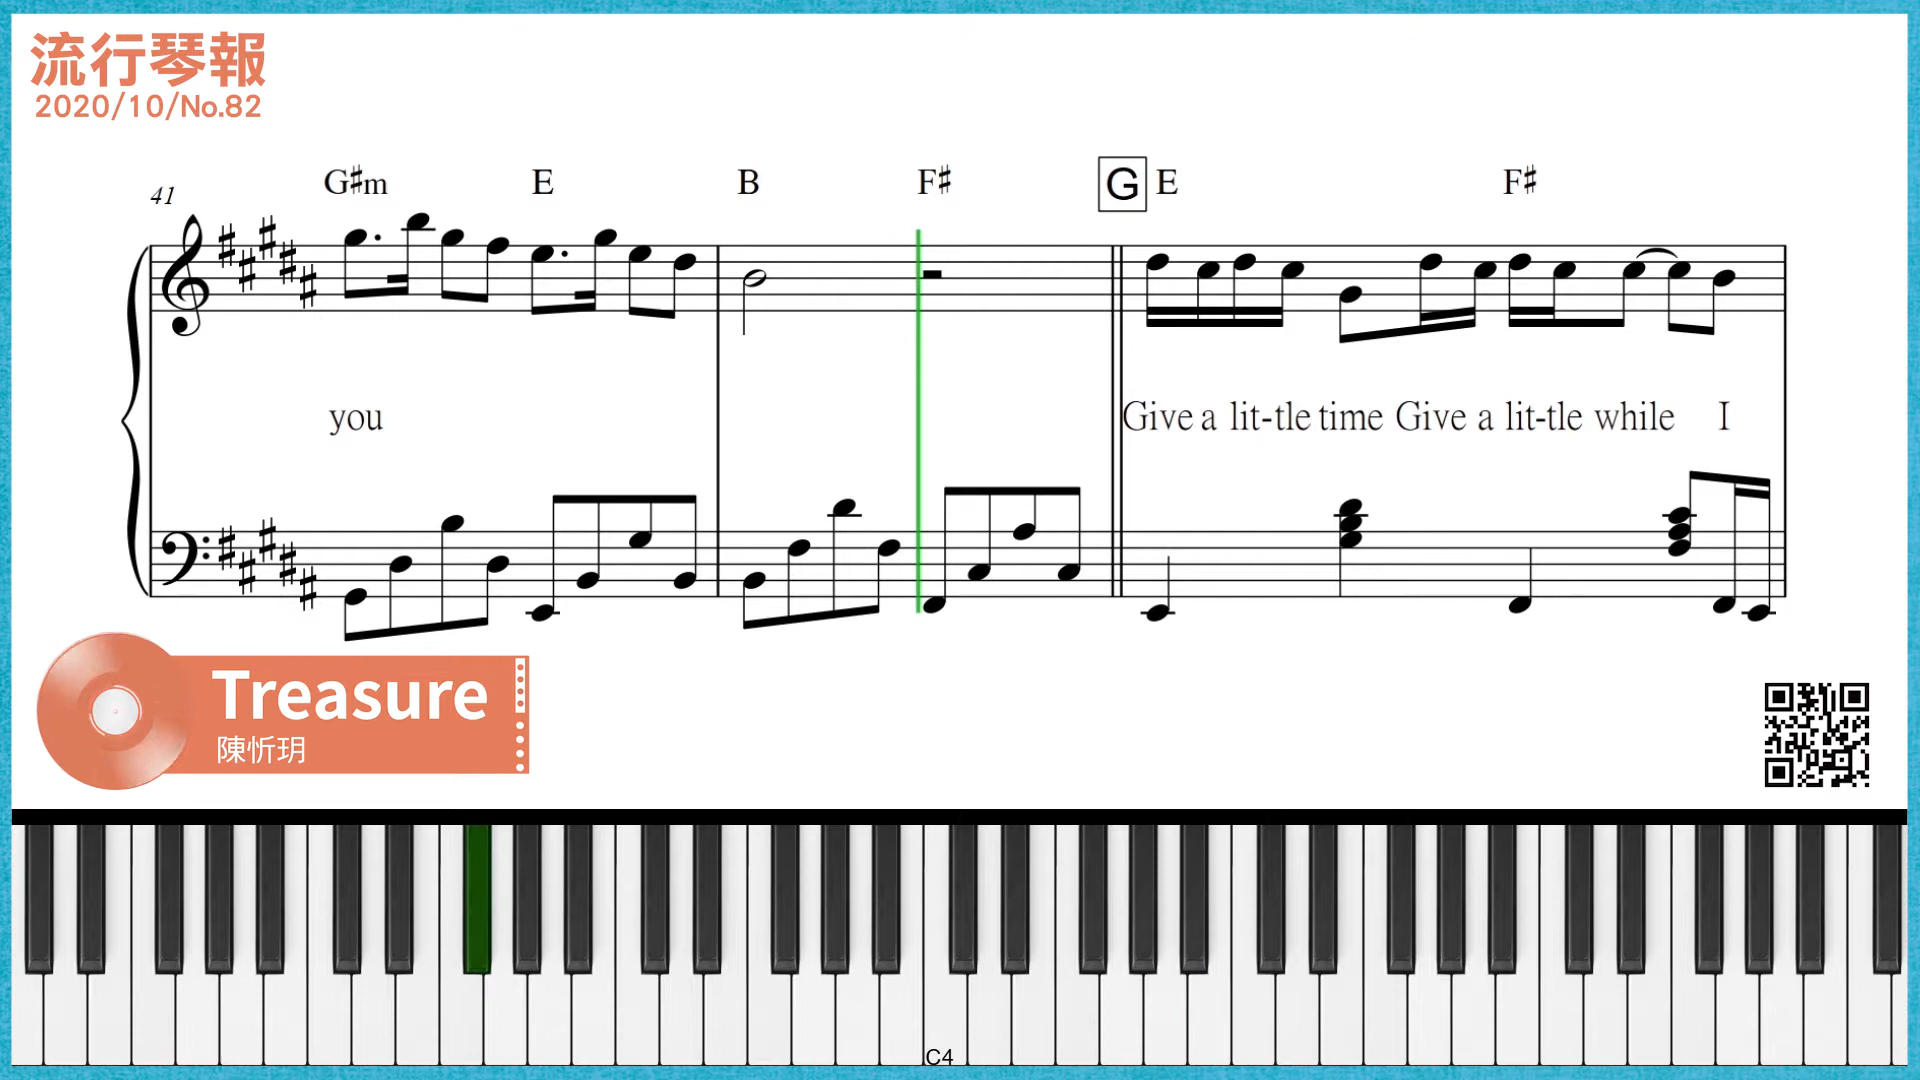 流行琴報
2020/10/No.82
41 G♯m E B F♯ G E F♯
you Give a lit-tle time Give a lit-tle while I
Treasure
陳忻玥
C4